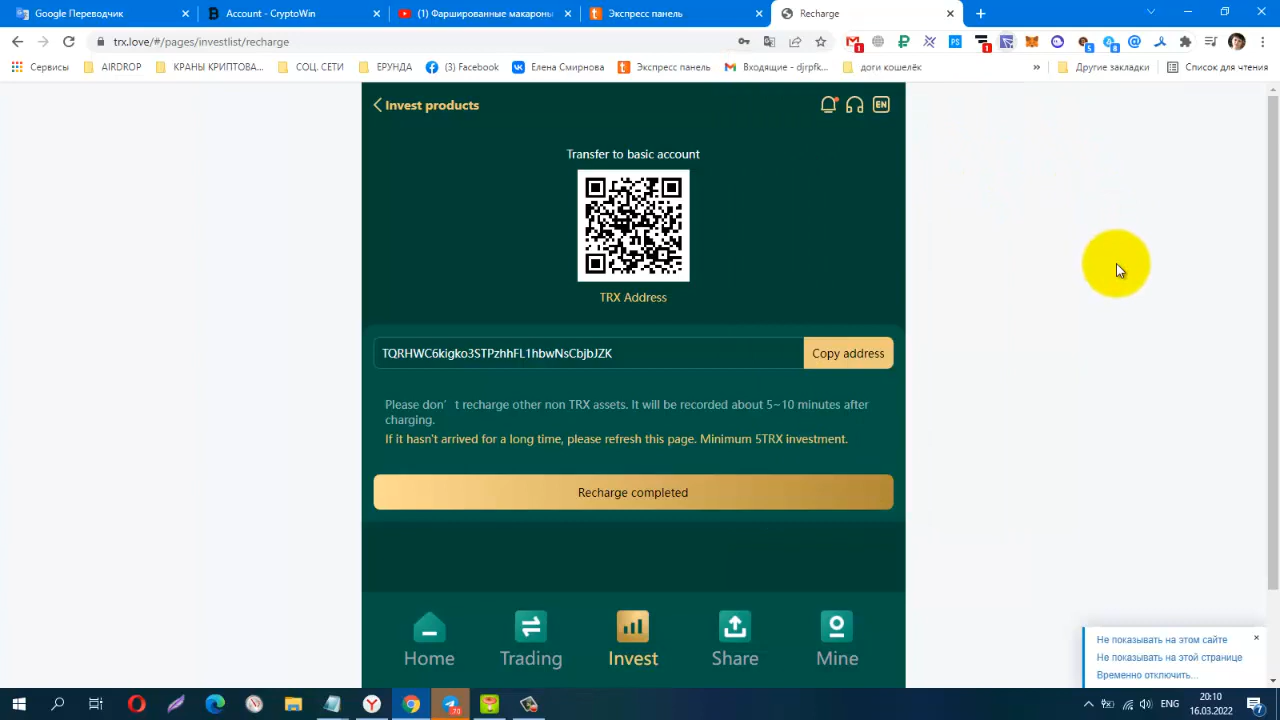 Google Переводчик
Account - CryptoWin
(1) Фаршированные макароны
Экспресс панель
Recharge
trx.love/#/pages/investlist/recharge
Сервисы
AIRDROP
КРАНЫ КРИПТОВА...
СОЦ. СЕТИ
ЕРУНДА
(3) Facebook
Елена Смирнова
Экспресс панель
Входящие - djrpfk...
доги кошелёк
»
Другие закладки
Список для чтения
Invest products
EN
Transfer to basic account
TRX Address
TQRHWC6kigko3STPzhhFL1hbwNsCbjbJZK
Copy address
Please don’t recharge other non TRX assets. It will be recorded about 5~10 minutes after
charging.
If it hasn't arrived for a long time, please refresh this page. Minimum 5TRX investment.
Recharge completed
Home
Trading
Invest
Share
Mine
Не показывать на этом сайте
Не показывать на этой странице
Временно отключить...
ENG
20:10
16.03.2022